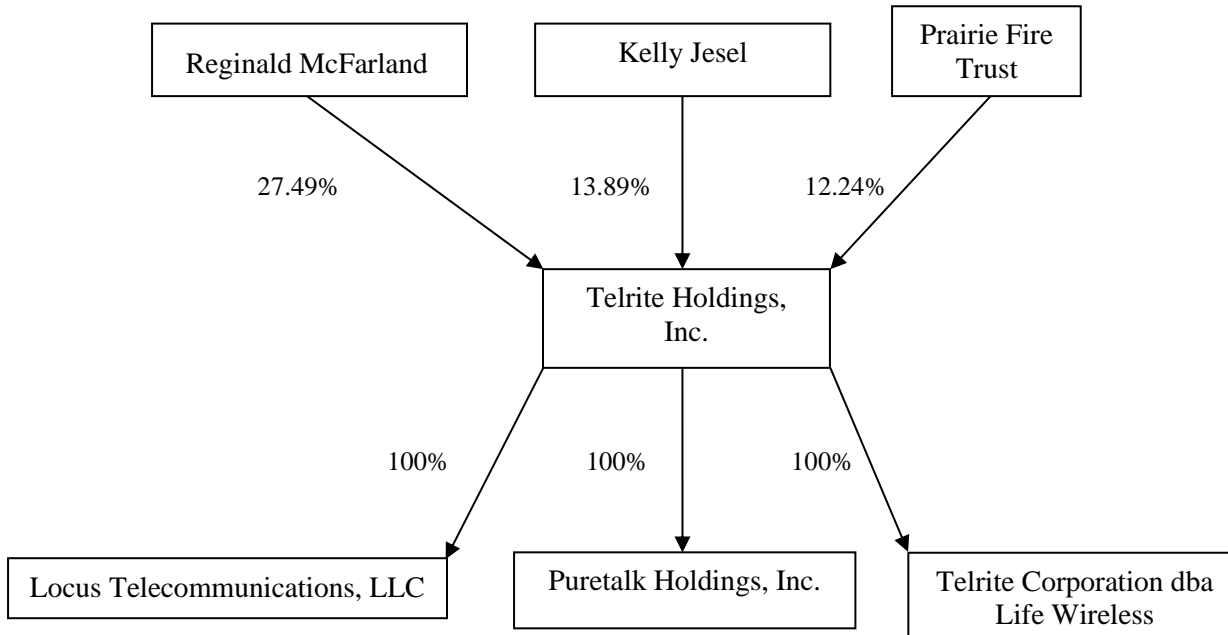 Reginald McFarland
Kelly Jesel
Prairie Fire
Trust
27.49%
13.89%
12.24%
Telrite Holdings,
Inc.
100%
100%
100%
Locus Telecommunications, LLC
Puretalk Holdings, Inc.
Telrite Corporation dba
Life Wireless